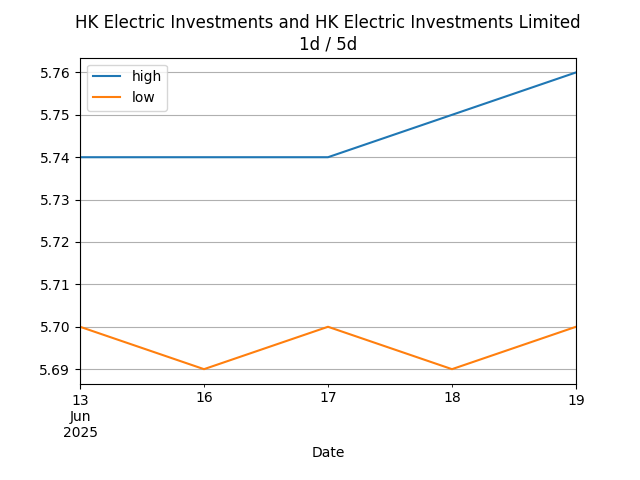 HK Electric Investments and HK Electric Investments Limited
1d / 5d
high
low
5.76
5.75
5.74
5.73
5.72
5.71
5.70
5.69
13 16 17 18 19
Jun
2025
Date